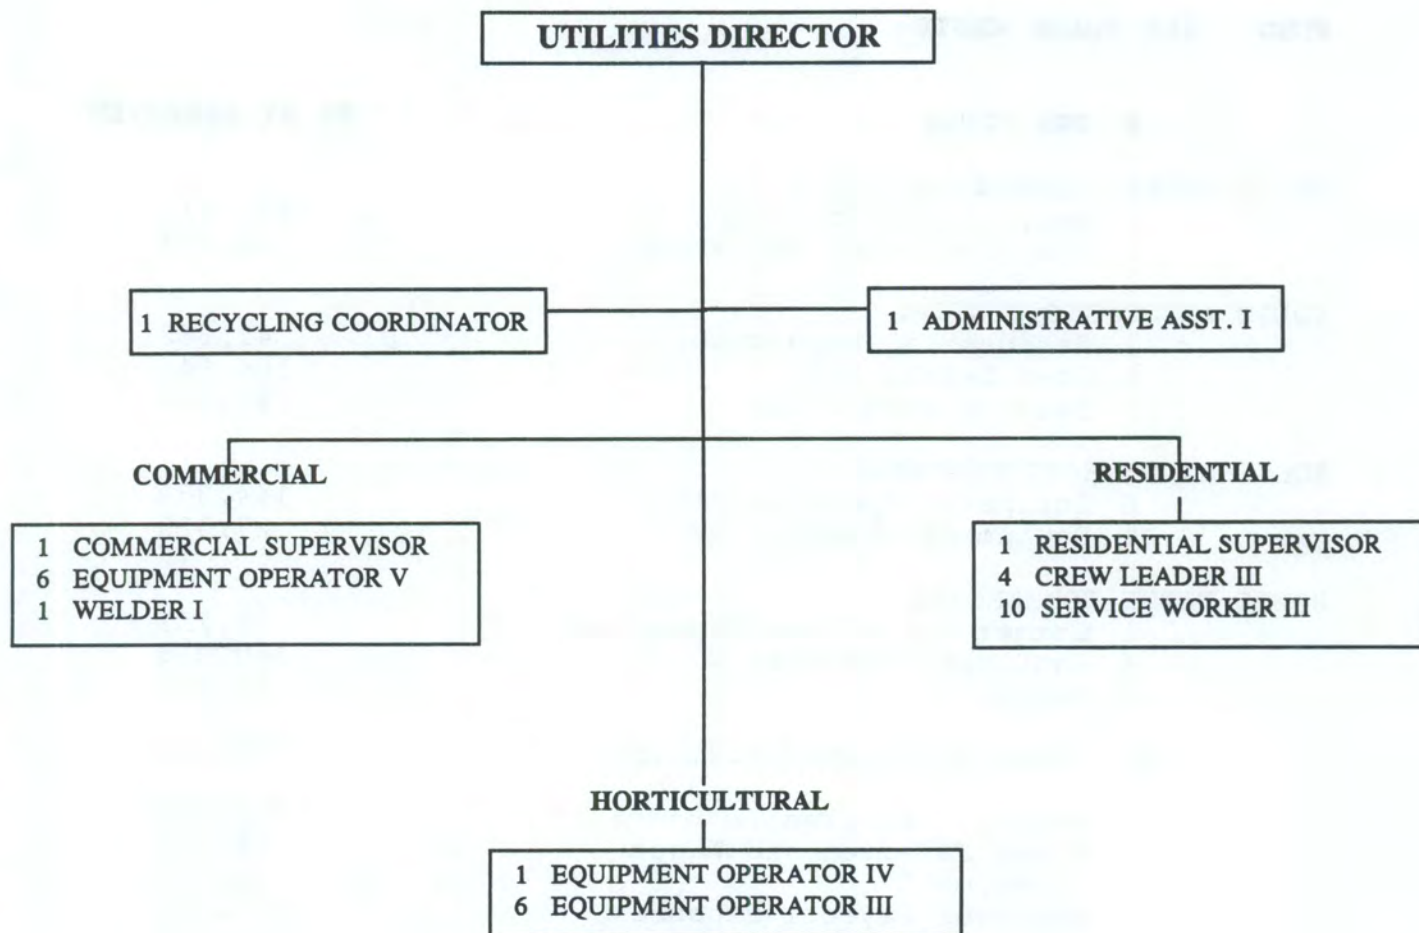 UTILITIES DIRECTOR
1 RECYCLING COORDINATOR
1 ADMINISTRATIVE ASST. I
COMMERCIAL
RESIDENTIAL
1 COMMERCIAL SUPERVISOR
6 EQUIPMENT OPERATOR V
1 WELDER I
1 RESIDENTIAL SUPERVISOR
4 CREW LEADER III
10 SERVICE WORKER III
HORTICULTURAL
1 EQUIPMENT OPERATOR IV
6 EQUIPMENT OPERATOR III